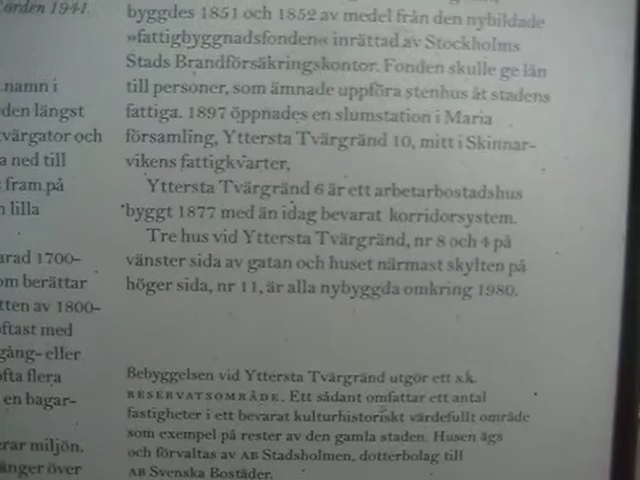 orden 1941
namn i
den längst
värgator och
a ned till
fram på
lilla
arad 1700-
om berättar
tten av 1800-
oftast med
gång- eller
ofta flera
en bagar-
erar miljön.
änger över
byggdes 1851 och 1852 av medel från den nybildade
»fattigbyggnadsfonden« inrättad av Stockholms
Stads Brandförsäkringskontor. Fonden skulle ge lån
till personer, som ämnade uppföra stenhus åt stadens
fattiga. 1897 öppnades en slumstation i Maria
församling, Yttersta Tvärgränd 10, mitt i Skinnar-
vikens fattigkvarter.
Yttersta Tvärgränd 6 är ett arbetarbostadshus
byggt 1877 med än idag bevarat korridorsystem.
Tre hus vid Yttersta Tvärgränd, nr 8 och 4 på
vänster sida av gatan och huset närmast skylten på
höger sida, nr 11, är alla nybyggda omkring 1980.
Bebyggelsen vid Yttersta Tvärgränd utgör ett s.k.
RESERVATSOMRÅDE. Ett sådant omfattar ett antal
fastigheter i ett bevarat kulturhistoriskt värdefullt område
som exempel på rester av den gamla staden. Husen ägs
och förvaltas av AB Stadsholmen, dotterbolag till
AB Svenska Bostäder.